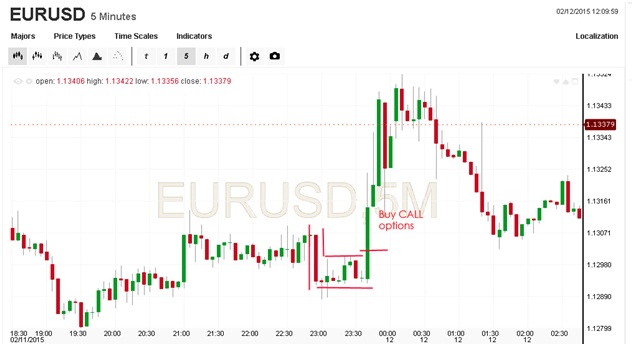 EURUSD 5 Minutes
02/12/2015 12:09:59
Majors Price Types Time Scales Indicators Localization
t 1 5 h d
open: 1.13406 high: 1.13422 low: 1.13356 close: 1.13379
1.13524
1.13433
1.13379
1.13343
1.13252
EURUSD,5M
1.13161
Buy CALL
options
1.13071
1.12980
1.12890
1.12799
18:30 19:00 19:30 20:00 20:30 21:00 21:30 22:00 22:30 23:00 23:30 00:00 00:30 01:00 01:30 02:00 02:30
02/11/2015 12 12 12 12 12 12